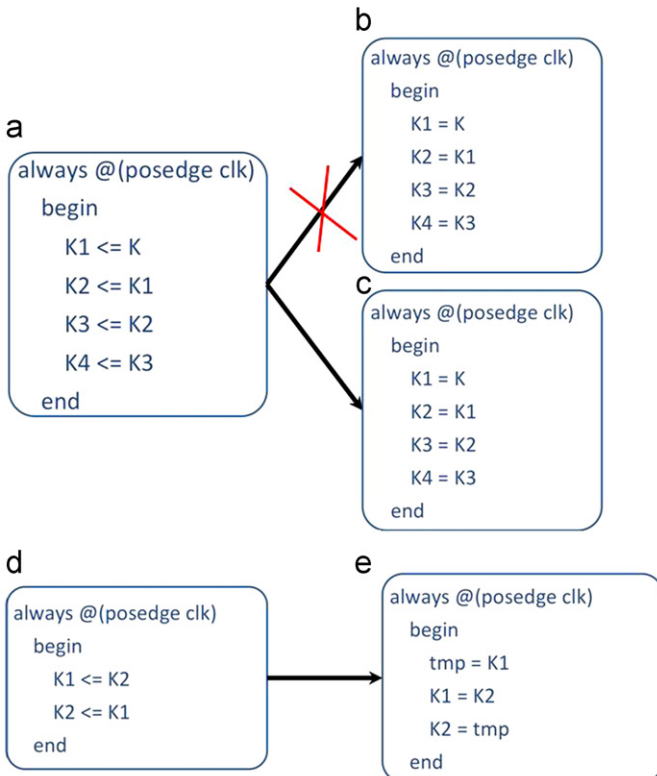 a
always @(posedge clk)
begin
K1 <= K
K2 <= K1
K3 <= K2
K4 <= K3
end
b
always @(posedge clk)
begin
K1 = K
K2 = K1
K3 = K2
K4 = K3
end
c
always @(posedge clk)
begin
K1 = K
K2 = K1
K3 = K2
K4 = K3
end
d
always @(posedge clk)
begin
K1 <= K2
K2 <= K1
end
e
always @(posedge clk)
begin
tmp = K1
K1 = K2
K2 = tmp
end